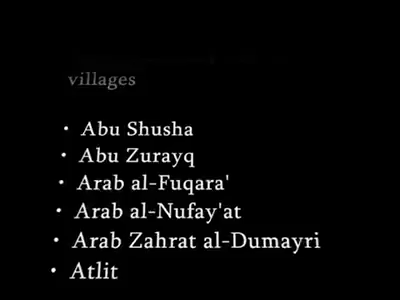 villages
• Abu Shusha
• Abu Zurayq
• Arab al-Fuqara'
• Arab al-Nufay'at
• Arab Zahrat al-Dumayri
• Atlit